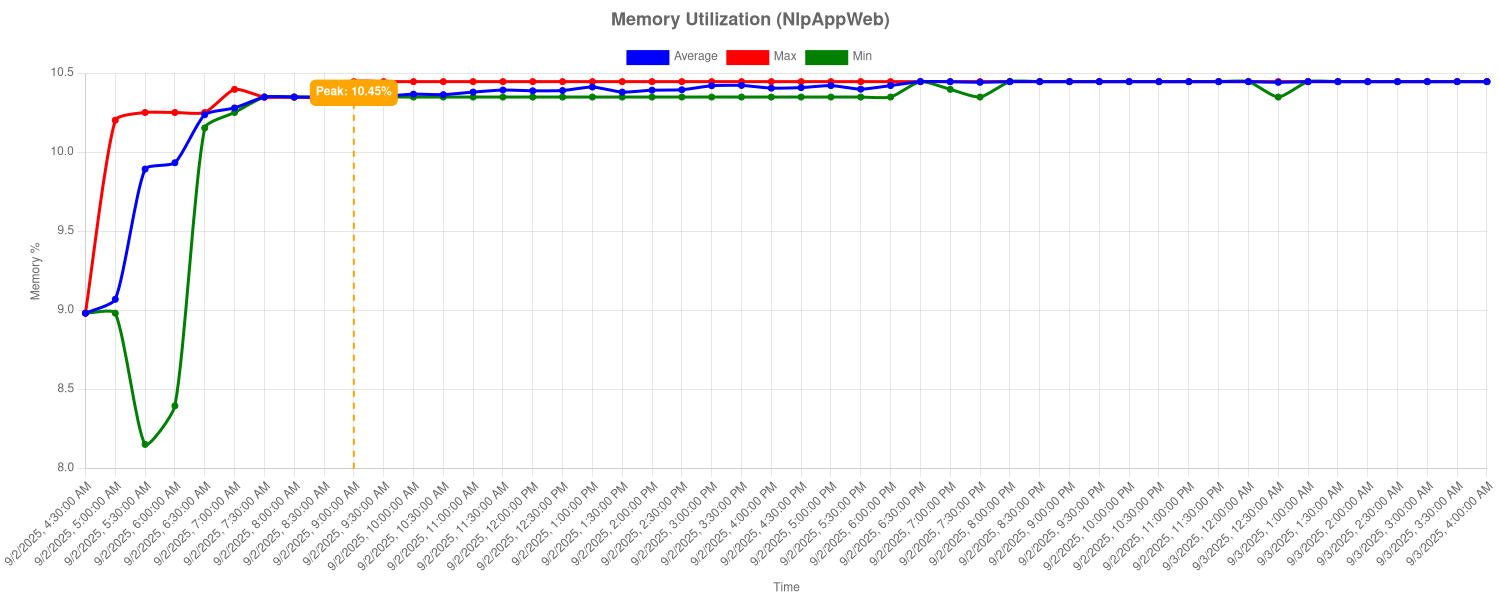 Memory Utilization (NlpAppWeb)
Average Max Min
Peak: 10.45%
10.5
10.0
9.5
9.0
8.5
8.0
Memory %
9/2/2025, 4:30:00 AM
9/2/2025, 5:00:00 AM
9/2/2025, 5:30:00 AM
9/2/2025, 6:00:00 AM
9/2/2025, 6:30:00 AM
9/2/2025, 7:00:00 AM
9/2/2025, 7:30:00 AM
9/2/2025, 8:00:00 AM
9/2/2025, 8:30:00 AM
9/2/2025, 9:00:00 AM
9/2/2025, 9:30:00 AM
9/2/2025, 10:00:00 AM
9/2/2025, 10:30:00 AM
9/2/2025, 11:00:00 AM
9/2/2025, 11:30:00 AM
9/2/2025, 12:00:00 PM
9/2/2025, 12:30:00 PM
9/2/2025, 1:00:00 PM
9/2/2025, 1:30:00 PM
9/2/2025, 2:00:00 PM
9/2/2025, 2:30:00 PM
9/2/2025, 3:00:00 PM
9/2/2025, 3:30:00 PM
9/2/2025, 4:00:00 PM
9/2/2025, 4:30:00 PM
9/2/2025, 5:00:00 PM
9/2/2025, 5:30:00 PM
9/2/2025, 6:00:00 PM
9/2/2025, 6:30:00 PM
9/2/2025, 7:00:00 PM
9/2/2025, 7:30:00 PM
9/2/2025, 8:00:00 PM
9/2/2025, 8:30:00 PM
9/2/2025, 9:00:00 PM
9/2/2025, 9:30:00 PM
9/2/2025, 10:00:00 PM
9/2/2025, 10:30:00 PM
9/2/2025, 11:00:00 PM
9/2/2025, 11:30:00 PM
9/3/2025, 12:00:00 AM
9/3/2025, 12:30:00 AM
9/3/2025, 1:00:00 AM
9/3/2025, 1:30:00 AM
9/3/2025, 2:00:00 AM
9/3/2025, 2:30:00 AM
9/3/2025, 3:00:00 AM
9/3/2025, 3:30:00 AM
9/3/2025, 4:00:00 AM
Time